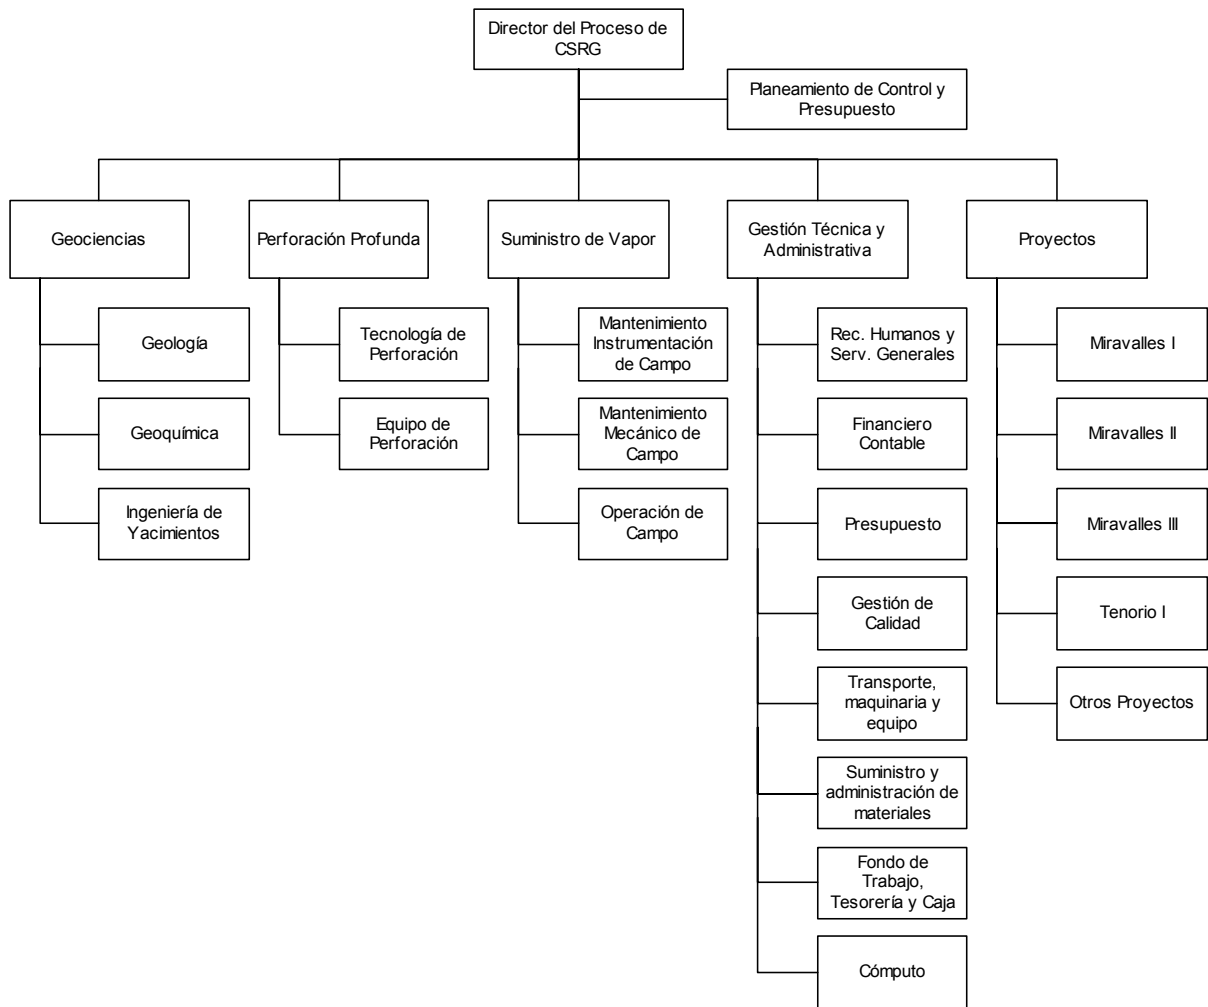 Director del Proceso de
CSRG
Planeamiento de Control y
Presupuesto
Geociencias
Perforación Profunda
Suministro de Vapor
Gestión Técnica y
Administrativa
Proyectos
Geología
Geoquímica
Ingeniería de
Yacimientos
Tecnología de
Perforación
Equipo de
Perforación
Mantenimiento
Instrumentación
de Campo
Mantenimiento
Mecánico de
Campo
Operación de
Campo
Rec. Humanos y
Serv. Generales
Financiero
Contable
Presupuesto
Gestión de
Calidad
Transporte,
maquinaria y
equipo
Suministro y
administración de
materiales
Fondo de
Trabajo,
Tesorería y Caja
Cómputo
Miravalles I
Miravalles II
Miravalles III
Tenorio I
Otros Proyectos